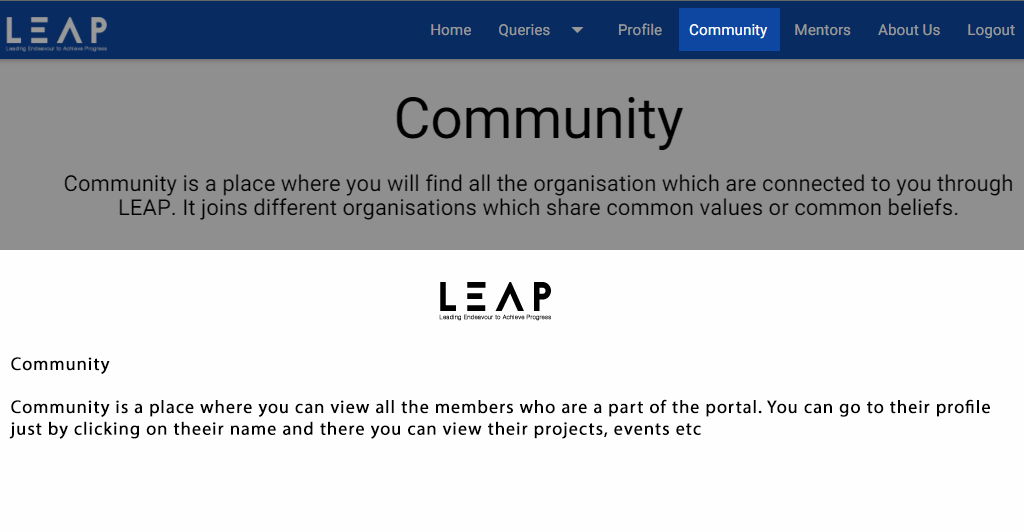 LEAP
Leading Endeavour to Achieve Progress
Home Queries Profile Community Mentors About Us Logout
Community
Community is a place where you will find all the organisation which are connected to you through
LEAP. It joins different organisations which share common values or common beliefs.
LEAP
Leading Endeavour to Achieve Progress
Community
Community is a place where you can view all the members who are a part of the portal. You can go to their profile
just by clicking on theeir name and there you can view their projects, events etc